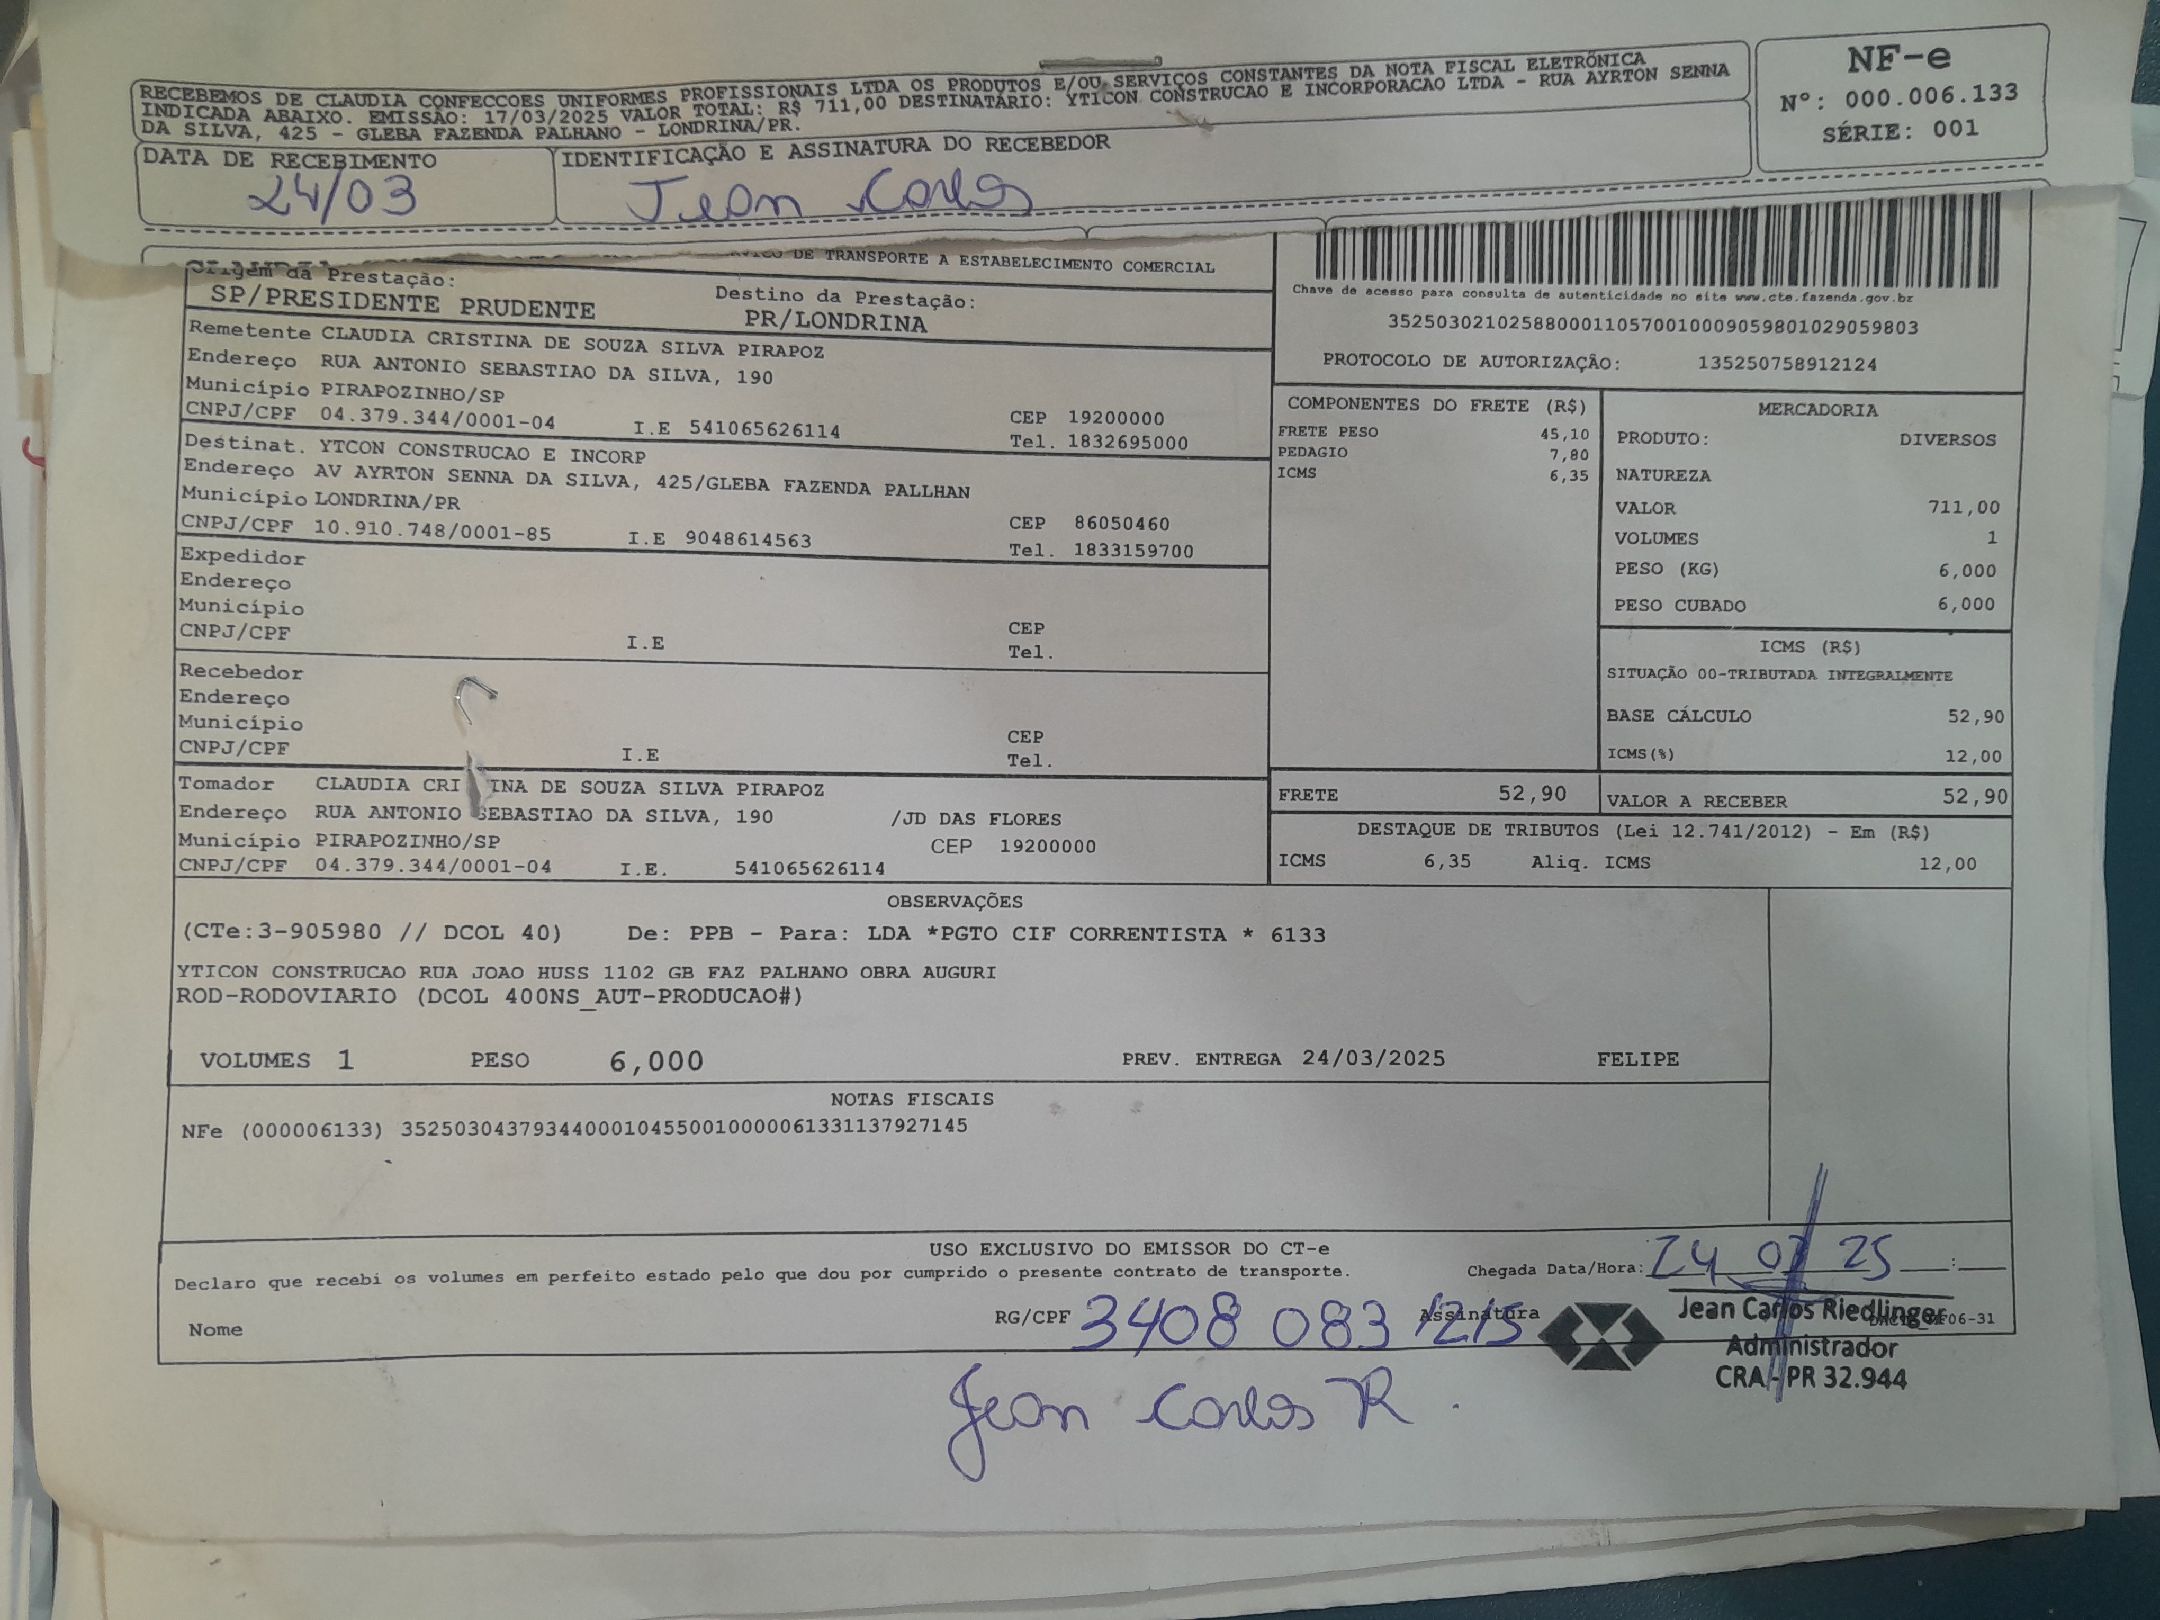 RECEBEMOS DE CLAUDIA CONFECCOES UNIFORMES PROFISSIONAIS LTDA OS PRODUTOS E/OU SERVIÇOS CONSTANTES DA NOTA FISCAL ELETRÔNICA
INDICADA ABAIXO. EMISSÃO: 17/03/2025 VALOR TOTAL: R$ 711,00 DESTINATÁRIO: YTICON CONSTRUCAO E INCORPORACAO LTDA - RUA AYRTON SENNA
DA SILVA, 425 - GLEBA FAZENDA PALHANO - LONDRINA/PR.
NF-e
Nº: 000.006.133
SÉRIE: 001
DATA DE RECEBIMENTO
24/03
IDENTIFICAÇÃO E ASSINATURA DO RECEBEDOR
Jean Carlos
DE TRANSPORTE A ESTABELECIMENTO COMERCIAL
Origem da Prestação:
SP/PRESIDENTE PRUDENTE
Destino da Prestação:
PR/LONDRINA
Chave de acesso para consulta de autenticidade no site www.cte.fazenda.gov.bz
35250302102588000110570010009059801029059803
PROTOCOLO DE AUTORIZAÇÃO: 135250758912124
Remetente CLAUDIA CRISTINA DE SOUZA SILVA PIRAPOZ
Endereço RUA ANTONIO SEBASTIAO DA SILVA, 190
Município PIRAPOZINHO/SP
CEP 19200000
CNPJ/CPF 04.379.344/0001-04 I.E 541065626114 Tel. 1832695000
Destinat. YTCON CONSTRUCAO E INCORP
Endereço AV AYRTON SENNA DA SILVA, 425/GLEBA FAZENDA PALLHAN
Município LONDRINA/PR
CEP 86050460
CNPJ/CPF 10.910.748/0001-85 I.E 9048614563 Tel. 1833159700
Expedidor
Endereço
Município
CEP
CNPJ/CPF I.E Tel.
Recebedor
Endereço
Município
CEP
CNPJ/CPF I.E Tel.
Tomador CLAUDIA CRI INA DE SOUZA SILVA PIRAPOZ
Endereço RUA ANTONIO SEBASTIAO DA SILVA, 190 /JD DAS FLORES
Município PIRAPOZINHO/SP CEP 19200000
CNPJ/CPF 04.379.344/0001-04 I.E. 541065626114
COMPONENTES DO FRETE (R$)
FRETE PESO 45,10
PEDAGIO 7,80
ICMS 6,35
MERCADORIA
PRODUTO: DIVERSOS
NATUREZA
VALOR 711,00
VOLUMES 1
PESO (KG) 6,000
PESO CUBADO 6,000
ICMS (R$)
SITUAÇÃO 00-TRIBUTADA INTEGRALMENTE
BASE CÁLCULO 52,90
ICMS(%) 12,00
FRETE 52,90
VALOR A RECEBER 52,90
DESTAQUE DE TRIBUTOS (Lei 12.741/2012) - Em (R$)
ICMS 6,35 Aliq. ICMS 12,00
OBSERVAÇÕES
(CTe:3-905980 // DCOL 40) De: PPB - Para: LDA *PGTO CIF CORRENTISTA * 6133
YTICON CONSTRUCAO RUA JOAO HUSS 1102 GB FAZ PALHANO OBRA AUGURI
ROD-RODOVIARIO (DCOL 400NS_AUT-PRODUCAO#)
VOLUMES 1 PESO 6,000 PREV. ENTREGA 24/03/2025 FELIPE
NOTAS FISCAIS
NFe (000006133) 35250304379344000104550010000061331137927145
USO EXCLUSIVO DO EMISSOR DO CT-e
Declaro que recebi os volumes em perfeito estado pelo que dou por cumprido o presente contrato de transporte.
Chegada Data/Hora: 24 03 25 :
Nome
RG/CPF 3408 083 1215
Assinatura
Jean Carlos Riedlinger
06-31
Administrador
CRA - PR 32.944
Jean Carlos R.